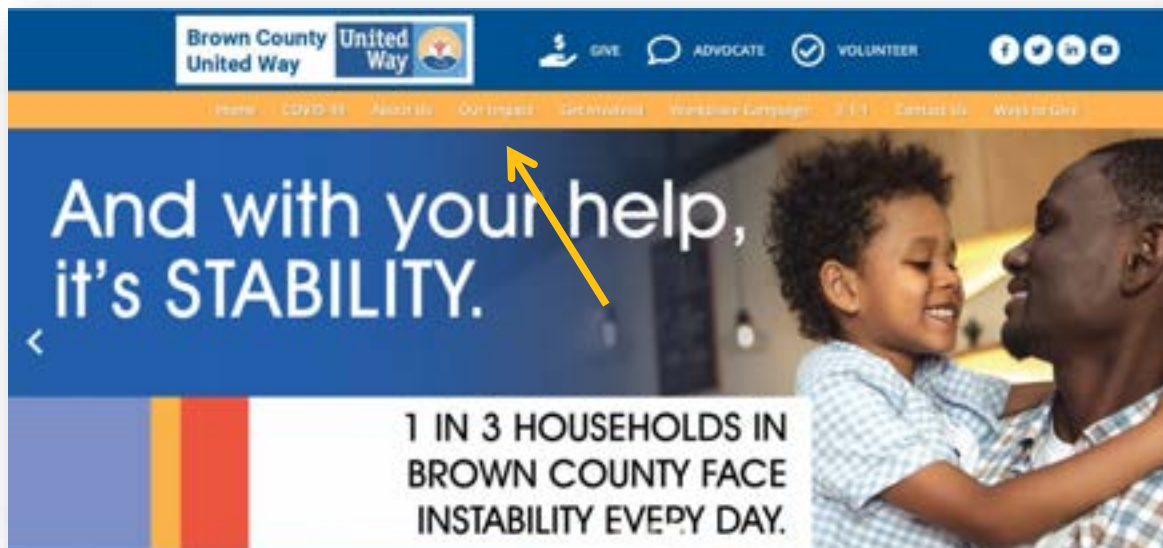 Brown County
United Way
United
Way
GIVE
ADVOCATE
VOLUNTEER
Home COVID-19 About Us Our Impact Get Involved Workplace Campaign 2-1-1 Contact Us Ways to Give
And with your help,
it's STABILITY.
1 IN 3 HOUSEHOLDS IN
BROWN COUNTY FACE
INSTABILITY EVERY DAY.